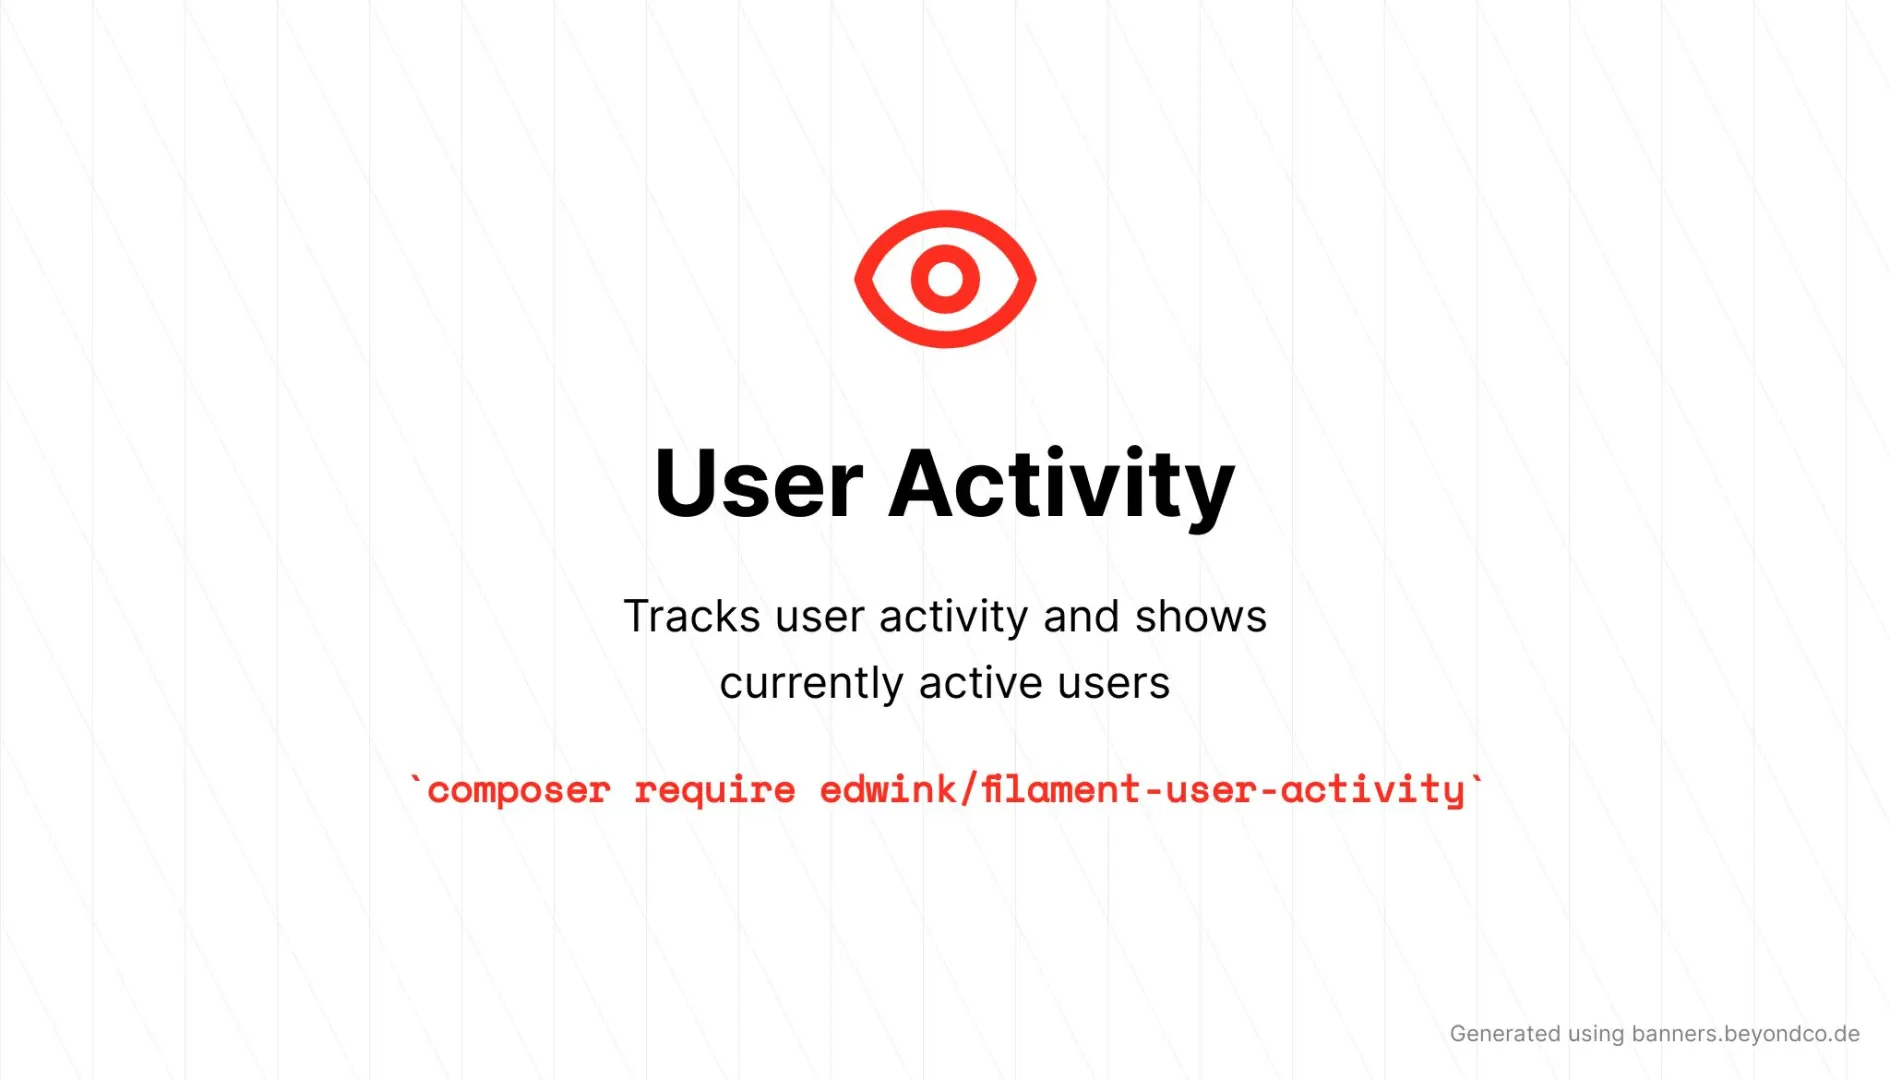 User Activity
Tracks user activity and shows
currently active users
`composer require edwink/filament-user-activity`
Generated using banners.beyondco.de